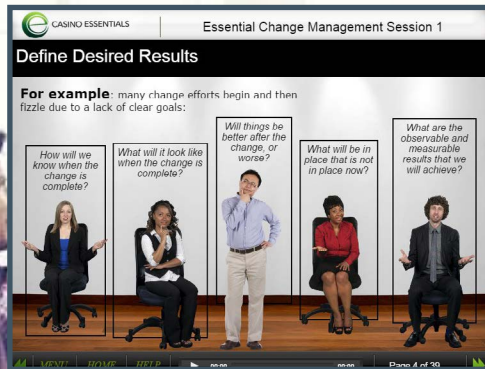 CASINO ESSENTIALS
Essential Change Management Session 1
Define Desired Results
For example: many change efforts begin and then
fizzle due to a lack of clear goals:
How will we
know when the
change is
complete?
What will it look like
when the change is
complete?
Will things be
better after the
change, or
worse?
What will be in
place that is not
in place now?
What are the
observable and
measurable
results that we
will achieve?
MENU HOME HELP 00:00 00:00 Page 4 of 39